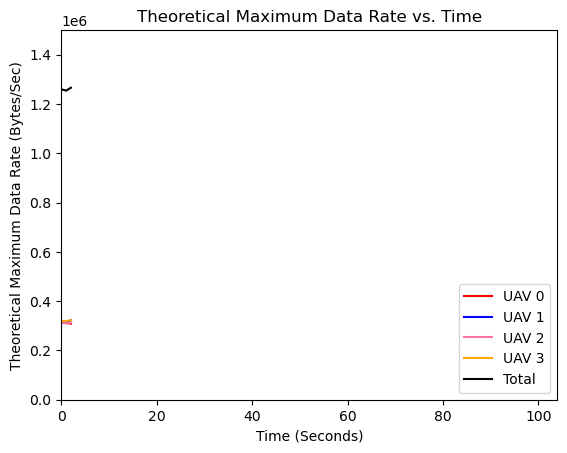 Theoretical Maximum Data Rate vs. Time
1e6
1.4
1.2
1.0
0.8
0.6
0.4
0.2
0.0
Theoretical Maximum Data Rate (Bytes/Sec)
0 20 40 60 80 100
Time (Seconds)
UAV 0
UAV 1
UAV 2
UAV 3
Total